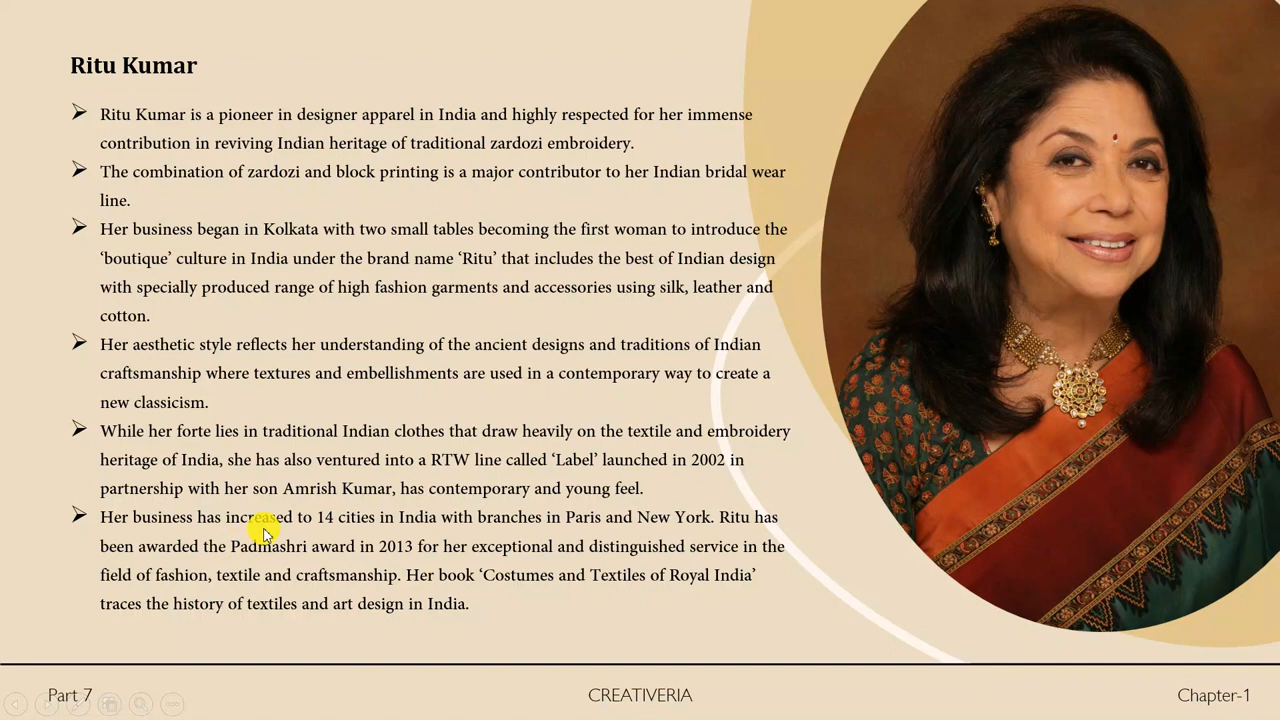 Ritu Kumar
Ritu Kumar is a pioneer in designer apparel in India and highly respected for her immense
contribution in reviving Indian heritage of traditional zardozi embroidery.
The combination of zardozi and block printing is a major contributor to her Indian bridal wear
line.
Her business began in Kolkata with two small tables becoming the first woman to introduce the
‘boutique’ culture in India under the brand name ‘Ritu’ that includes the best of Indian design
with specially produced range of high fashion garments and accessories using silk, leather and
cotton.
Her aesthetic style reflects her understanding of the ancient designs and traditions of Indian
craftsmanship where textures and embellishments are used in a contemporary way to create a
new classicism.
While her forte lies in traditional Indian clothes that draw heavily on the textile and embroidery
heritage of India, she has also ventured into a RTW line called ‘Label’ launched in 2002 in
partnership with her son Amrish Kumar, has contemporary and young feel.
Her business has increased to 14 cities in India with branches in Paris and New York. Ritu has
been awarded the Padmashri award in 2013 for her exceptional and distinguished service in the
field of fashion, textile and craftsmanship. Her book ‘Costumes and Textiles of Royal India’
traces the history of textiles and art design in India.
Part 7
CREATIVERIA
Chapter-1